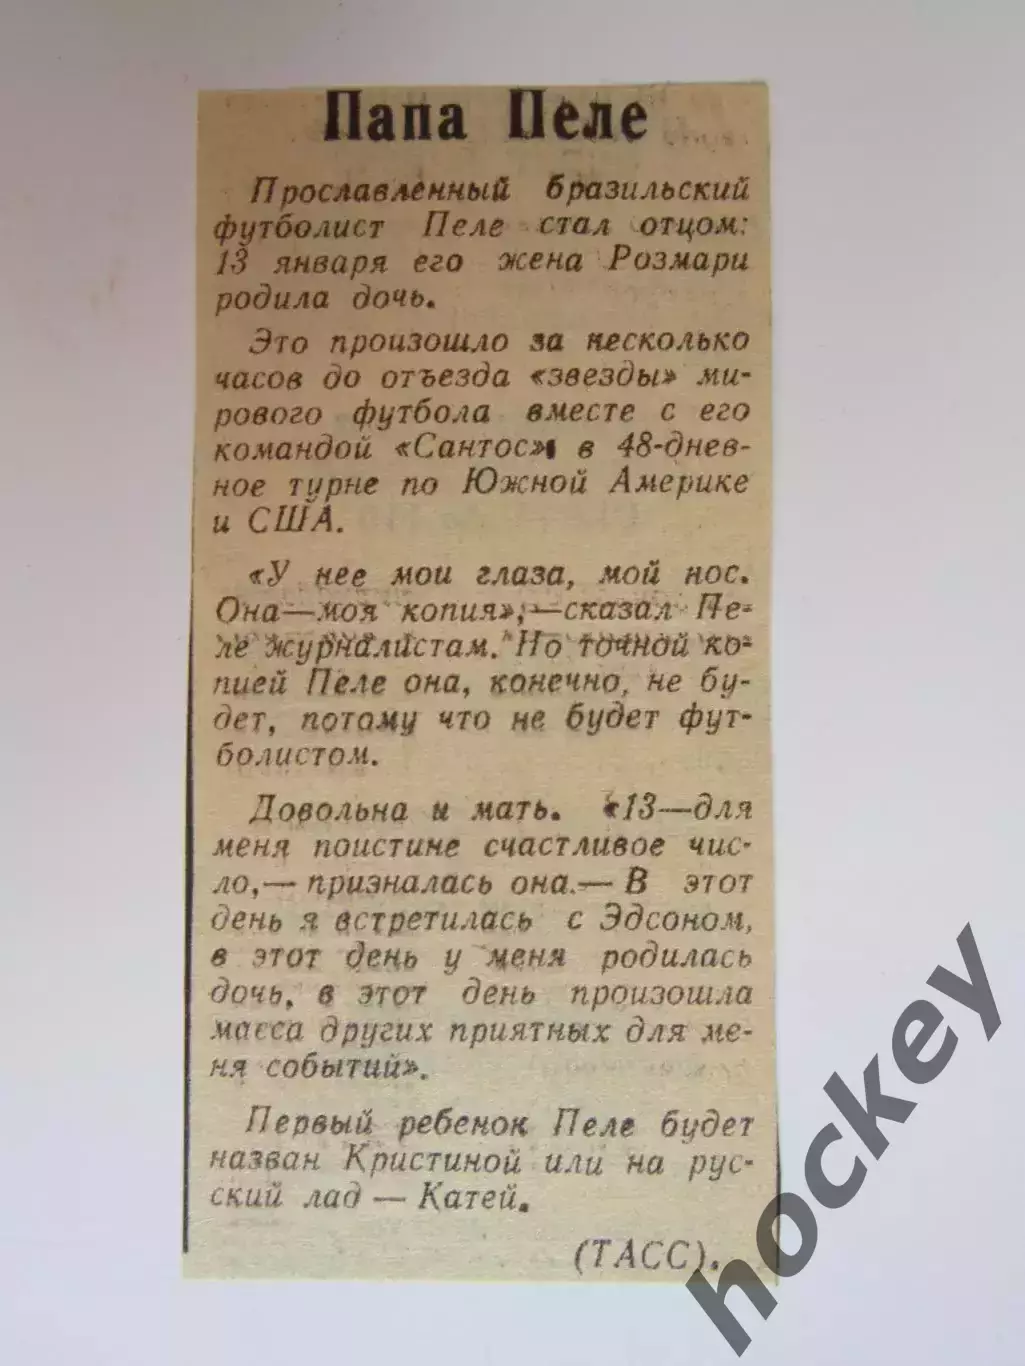 Папа Пеле
Прославленный бразильский
футболист Пеле стал отцом:
13 января его жена Розмари
родила дочь.
Это произошло за несколько
часов до отъезда «звезды» ми-
рового футбола вместе с его
командой «Сантос» в 48-днев-
ное турне по Южной Америке
и США.
«У нее мои глаза, мой нос.
Она—моя копия»,—сказал Пе-
ле журналистам. Но точной ко-
пией Пеле она, конечно, не бу-
дет, потому что не будет фут-
болистом.
Довольна и мать. «13—для
меня поистине счастливое чис-
ло,— призналась она.— В этот
день я встретилась с Эдсоном,
в этот день у меня родилась
дочь, в этот день произошла
масса других приятных для ме-
ня событий».
Первый ребенок Пеле будет
назван Кристиной или на рус-
ский лад — Катей.
(ТАСС).
hockey